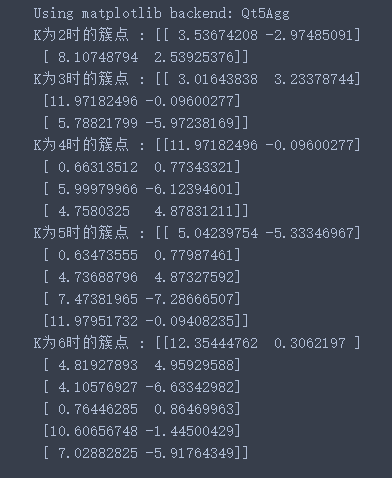 Using matplotlib backend: Qt5Agg
K为2时的簇点 : [[ 3.53674208 -2.97485091]
[ 8.10748794  2.53925376]]
K为3时的簇点 : [[ 3.01643838  3.23378744]
[11.97182496 -0.09600277]
[ 5.78821799 -5.97238169]]
K为4时的簇点 : [[11.97182496 -0.09600277]
[ 0.66313512  0.77343321]
[ 5.99979966 -6.12394601]
[ 4.7580325   4.87831211]]
K为5时的簇点 : [[ 5.04239754 -5.33346967]
[ 0.63473555  0.77987461]
[ 4.73688796  4.87327592]
[ 7.47381965 -7.28666507]
[11.97951732 -0.09408235]]
K为6时的簇点 : [[12.35444762  0.3062197 ]
[ 4.81927893  4.95929588]
[ 4.10576927 -6.63342982]
[ 0.76446285  0.86469963]
[10.60656748 -1.44500429]
[ 7.02882825 -5.91764349]]